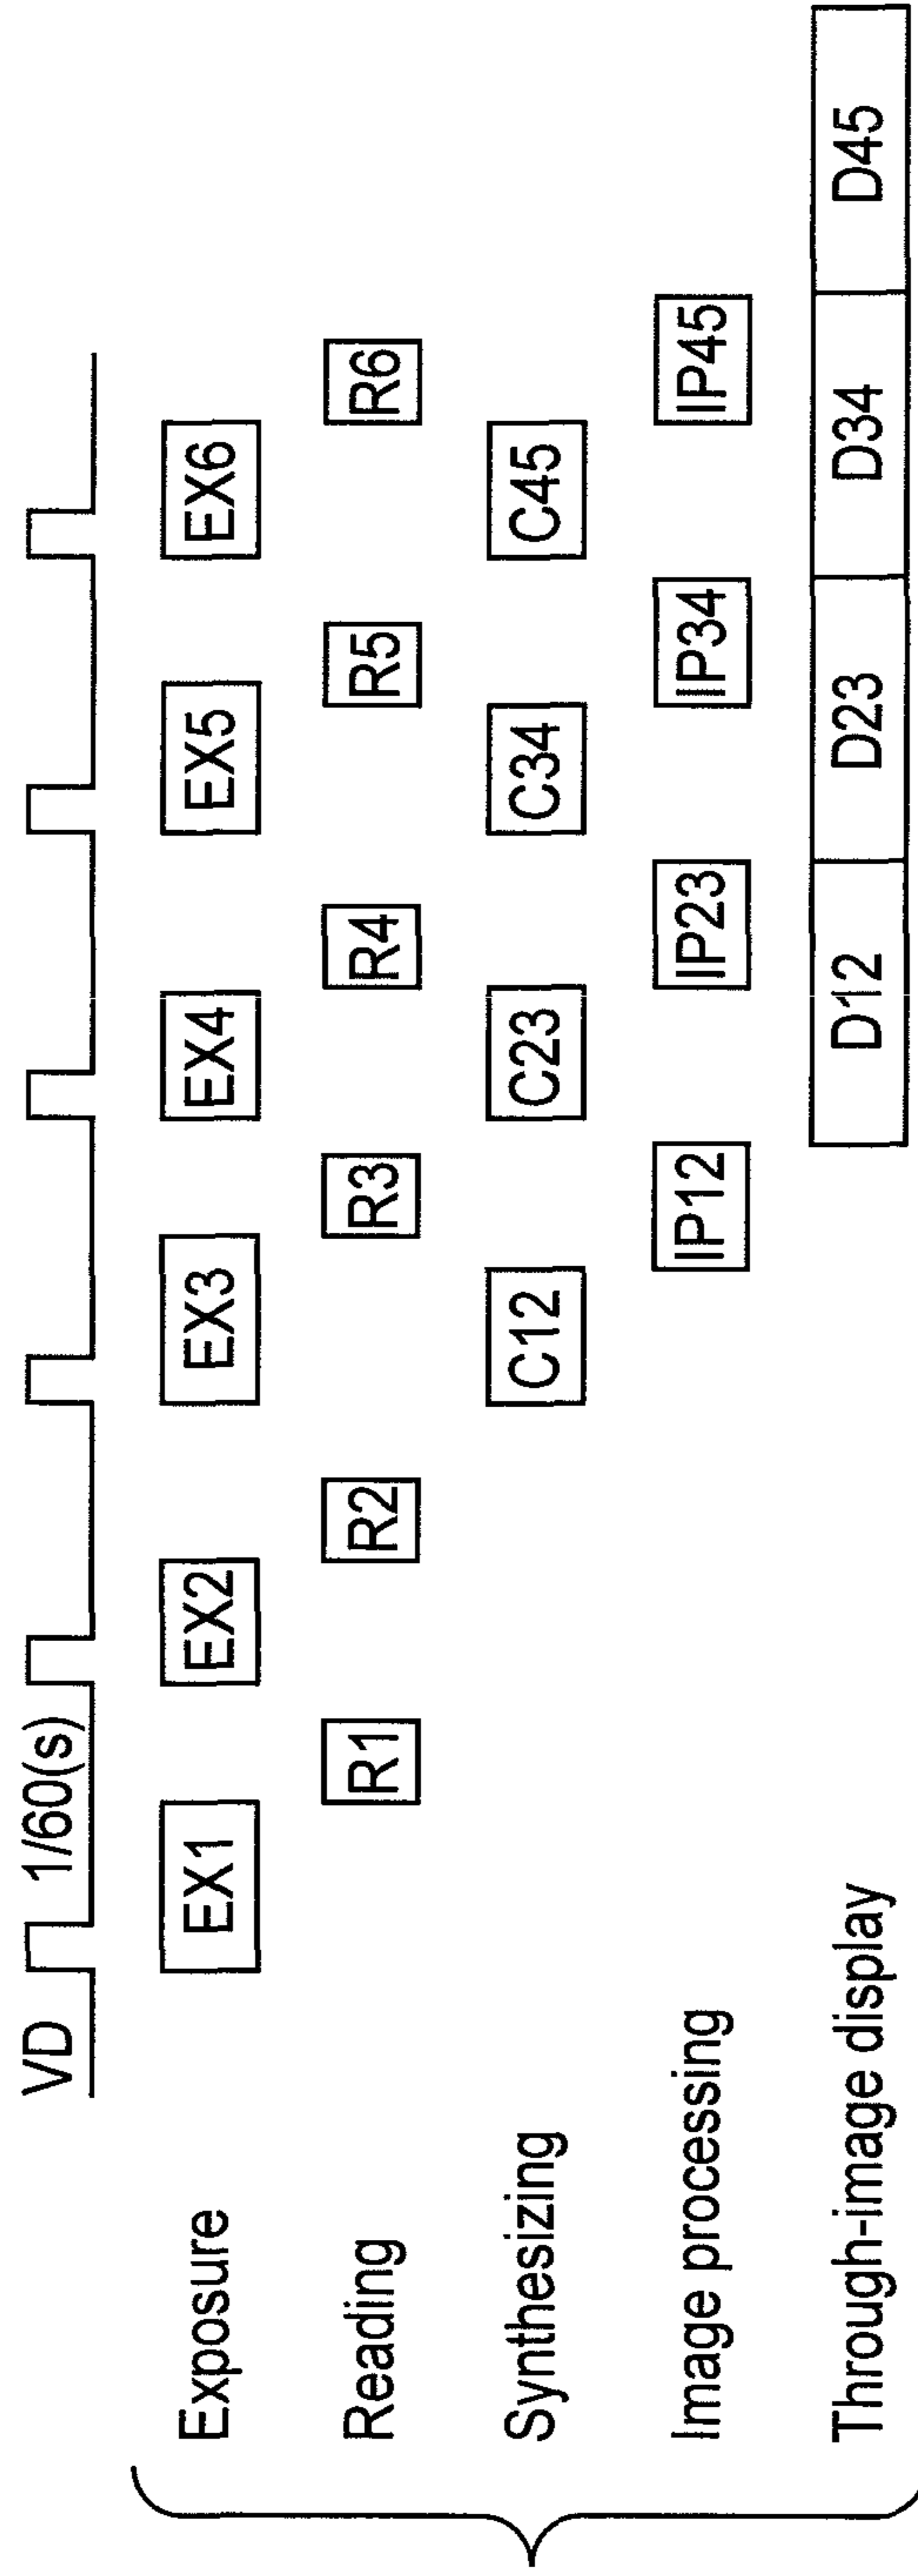 VD 1/60(s)
Exposure EX1 EX2 EX3 EX4 EX5 EX6
Reading R1 R2 R3 R4 R5 R6
Synthesizing C12 C23 C34 C45
Image processing IP12 IP23 IP34 IP45
Through-image display D12 D23 D34 D45